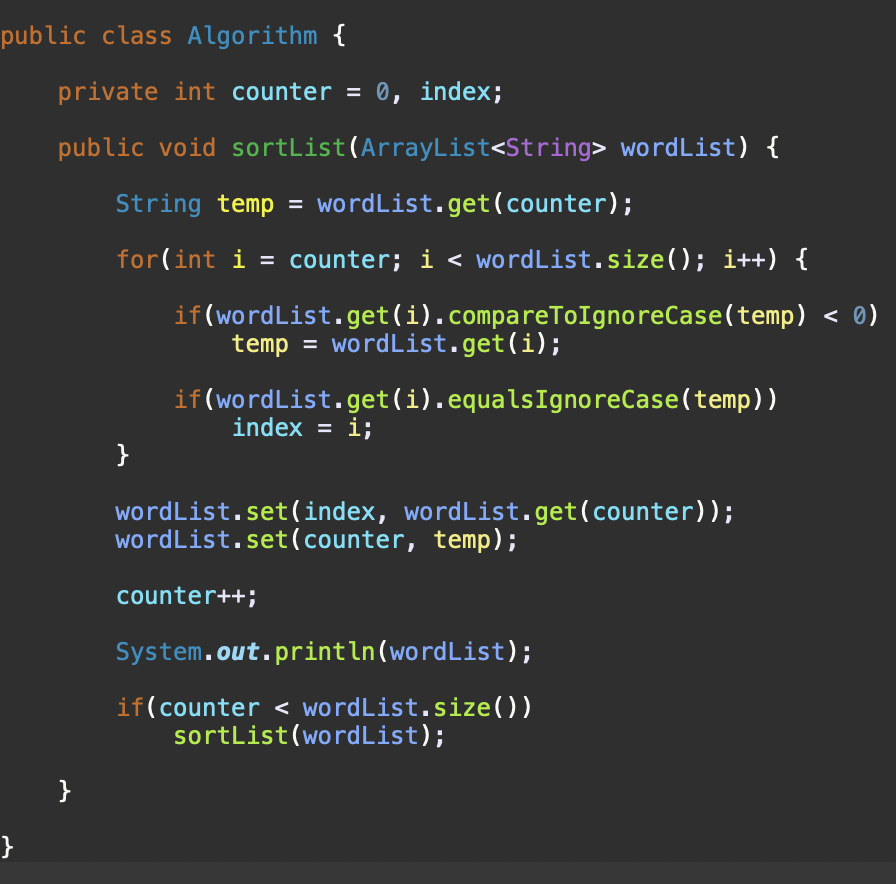 public class Algorithm {
private int counter = 0, index;
public void sortList(ArrayList<String> wordList) {
String temp = wordList.get(counter);
for(int i = counter; i < wordList.size(); i++) {
if(wordList.get(i).compareToIgnoreCase(temp) < 0)
temp = wordList.get(i);
if(wordList.get(i).equalsIgnoreCase(temp))
index = i;
}
wordList.set(index, wordList.get(counter));
wordList.set(counter, temp);
counter++;
System.out.println(wordList);
if(counter < wordList.size())
sortList(wordList);
}
}